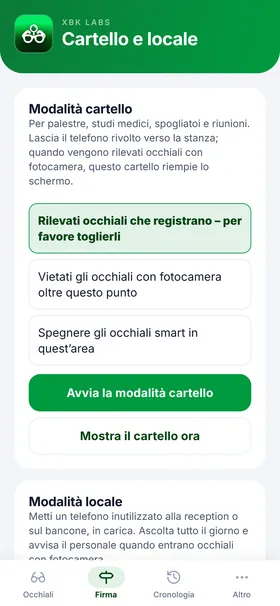 XBK LABS
Cartello e locale
Modalità cartello
Per palestre, studi medici, spogliatoi e riunioni.
Lascia il telefono rivolto verso la stanza;
quando vengono rilevati occhiali con
fotocamera, questo cartello riempie lo
schermo.
Rilevati occhiali che registrano – per
favore toglierli
Vietati gli occhiali con fotocamera
oltre questo punto
Spegnere gli occhiali smart in
quest'area
Avvia la modalità cartello
Mostra il cartello ora
Modalità locale
Metti un telefono inutilizzato alla reception o
sul bancone, in carica. Ascolta tutto il giorno e
avvisa il personale quando entrano occhiali
con fotocamera.
Occhiali
Firma
Cronologia
Altro